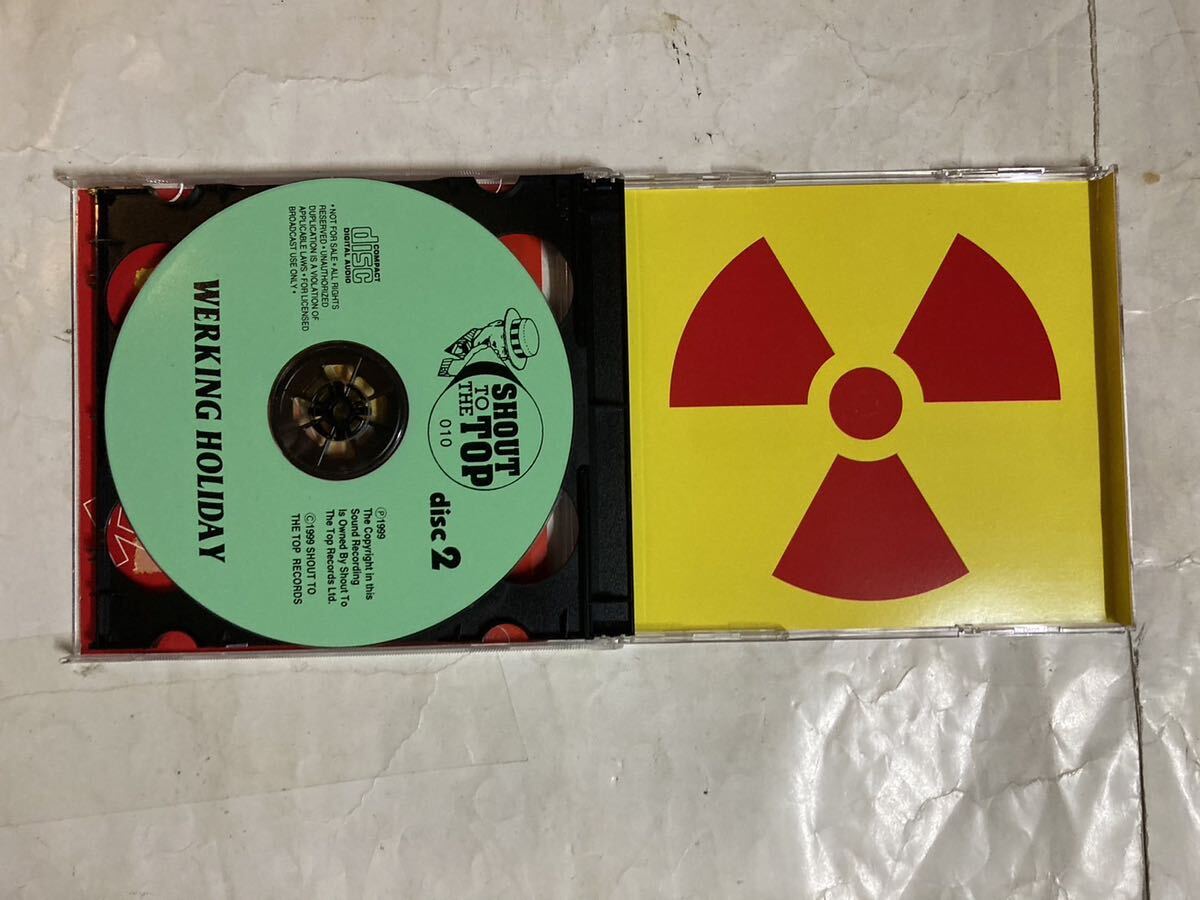 SHOUT
TO
THE
TOP
010
disc 2
COMPACT
disc
DIGITAL AUDIO
• NOT FOR SALE • ALL RIGHTS
RESERVED • UNAUTHORIZED
DUPLICATION IS A VIOLATION OF
APPLICABLE LAWS • FOR LICENSED
BROADCAST USE ONLY •
Ⓟ1999
The Copyright in this
Sound Recording
Is Owned By Shout To
The Top Records Ltd.
©1999 SHOUT TO
THE TOP RECORDS
WERKING HOLIDAY